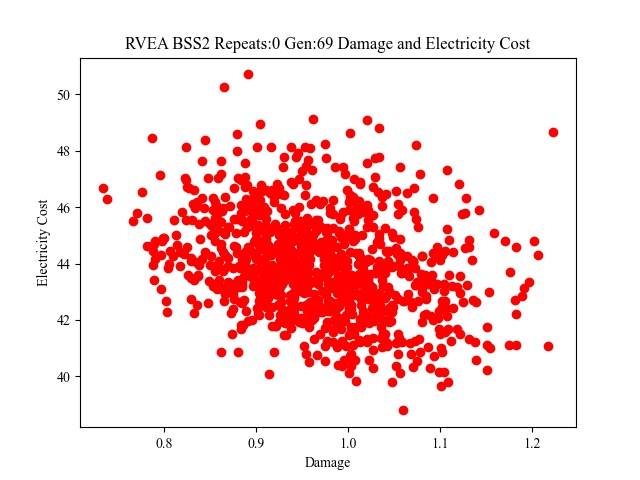 RVEA BSS2 Repeats:0 Gen:69 Damage and Electricity Cost
50
48
46
44
42
40
Electricity Cost
0.8 0.9 1.0 1.1 1.2
Damage